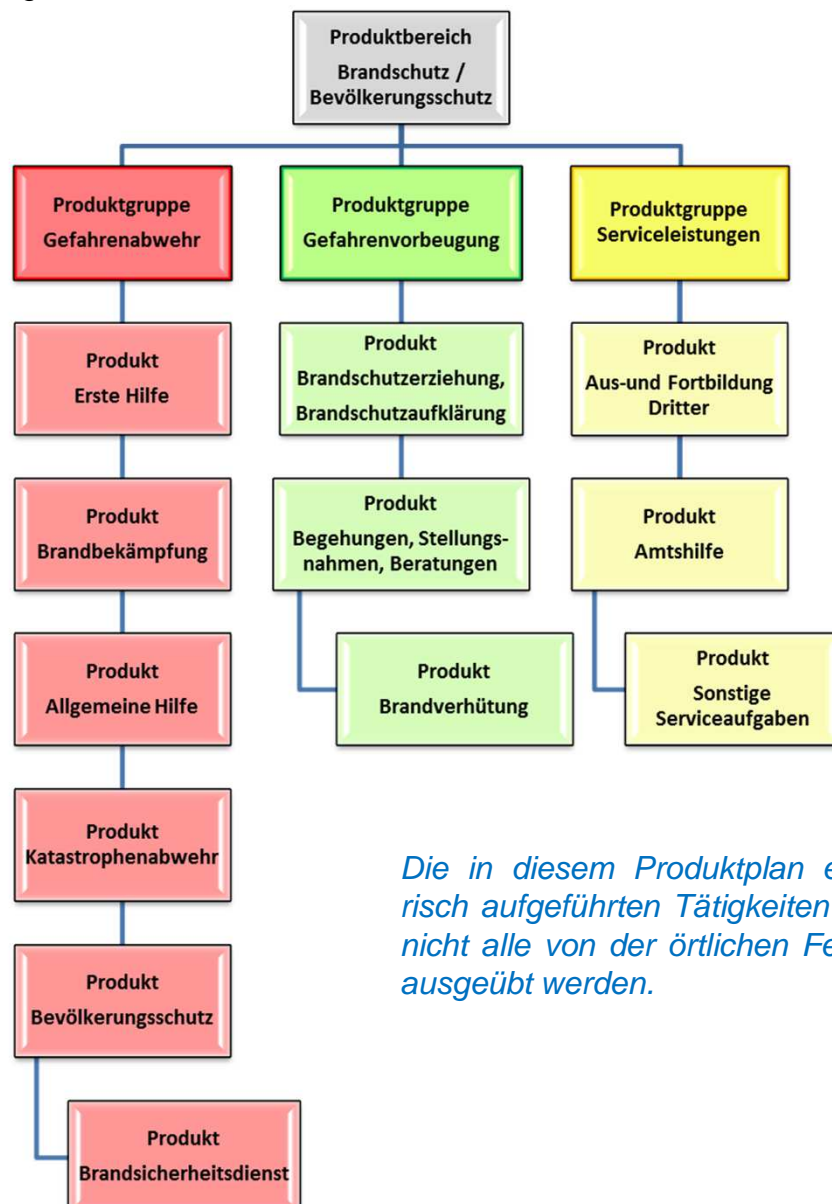 Produktbereich
Brandschutz /
Bevölkerungsschutz
Produktgruppe
Gefahrenabwehr
Produkt
Erste Hilfe
Produkt
Brandbekämpfung
Produkt
Allgemeine Hilfe
Produkt
Katastrophenabwehr
Produkt
Bevölkerungsschutz
Produkt
Brandsicherheitsdienst
Produktgruppe
Gefahrenvorbeugung
Produkt
Brandschutzerziehung,
Brandschutzaufklärung
Produkt
Begehungen, Stellungs-
nahmen, Beratungen
Produkt
Brandverhütung
Produktgruppe
Serviceleistungen
Produkt
Aus-und Fortbildung
Dritter
Produkt
Amtshilfe
Produkt
Sonstige
Serviceaufgaben
Die in diesem Produktplan e
risch aufgeführten Tätigkeiten
nicht alle von der örtlichen Fe
ausgeübt werden.